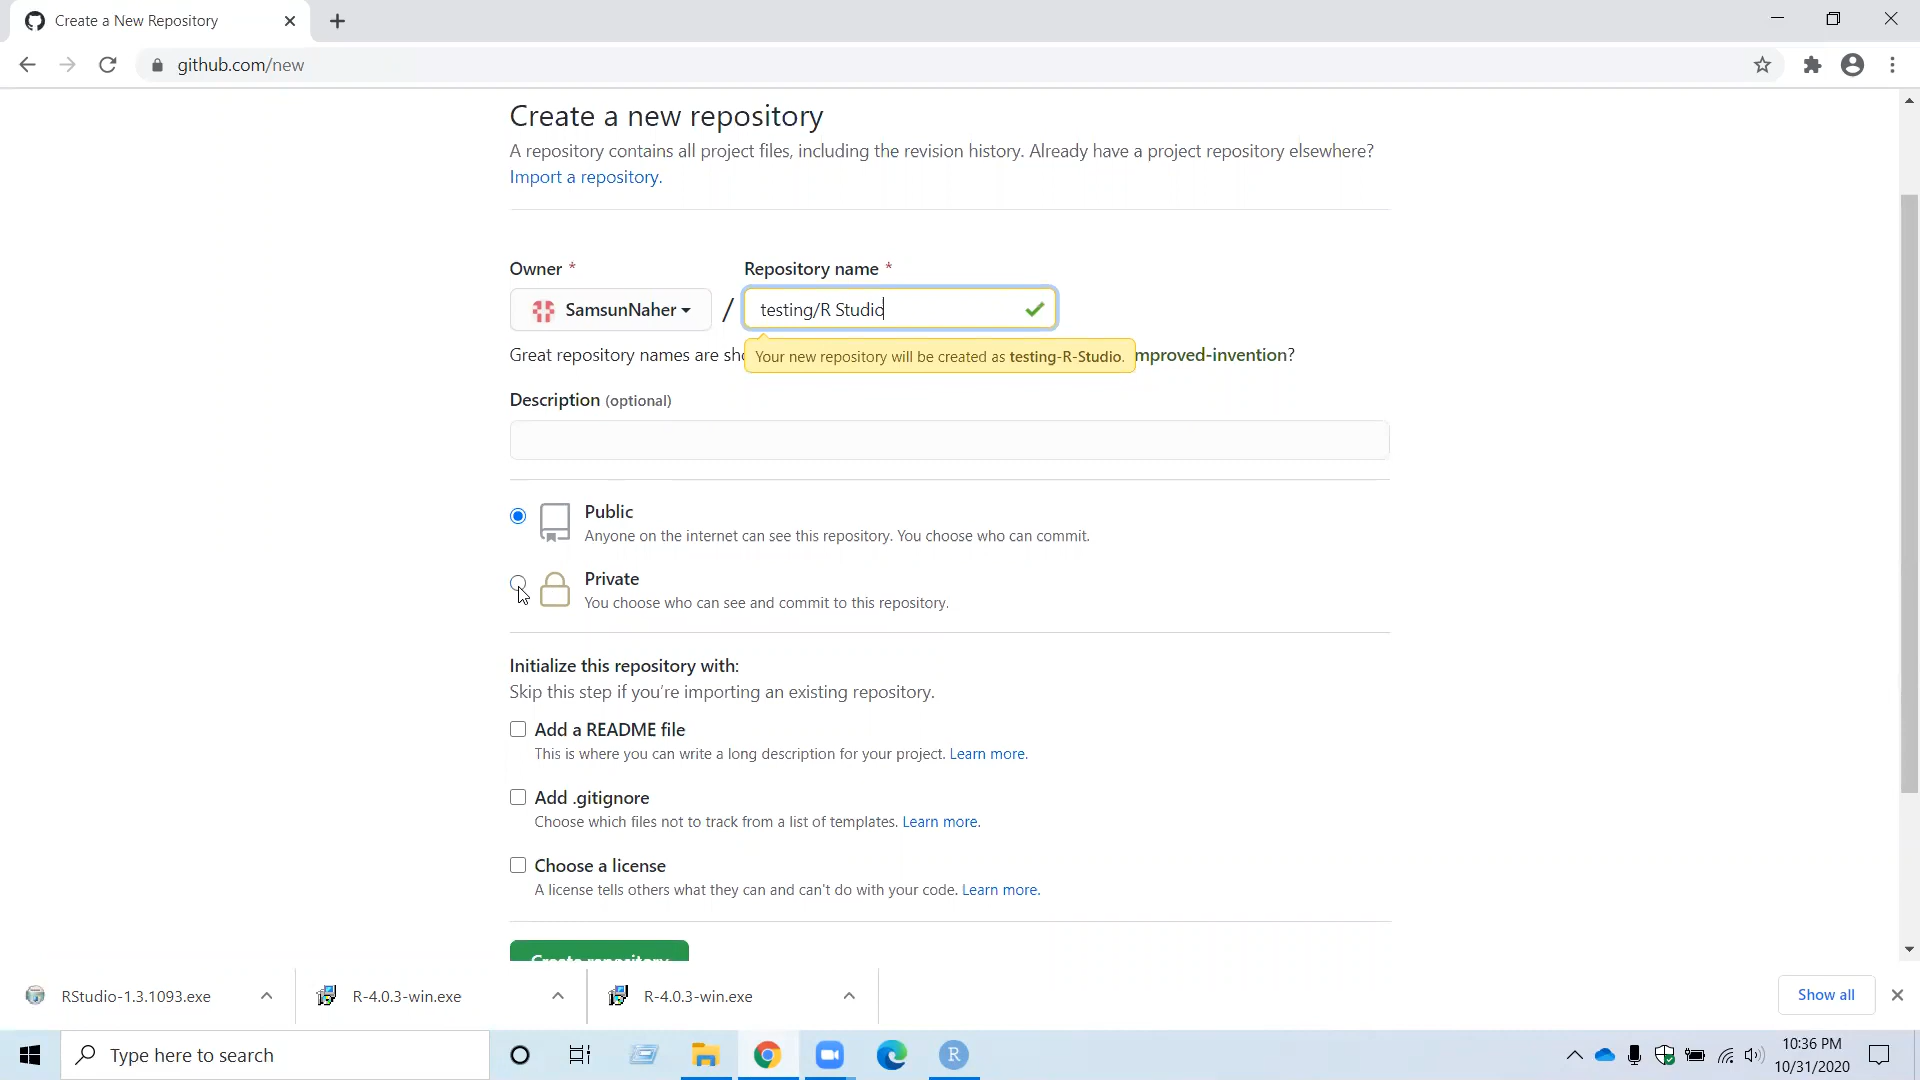 Create a New Repository
github.com/new
Create a new repository
A repository contains all project files, including the revision history. Already have a project repository elsewhere?
Import a repository.
Owner * Repository name *
SamsunNaher / testing/R Studio
Great repository names are sh Your new repository will be created as testing-R-Studio. mproved-invention?
Description (optional)
Public
Anyone on the internet can see this repository. You choose who can commit.
Private
You choose who can see and commit to this repository.
Initialize this repository with:
Skip this step if you're importing an existing repository.
Add a README file
This is where you can write a long description for your project. Learn more.
Add .gitignore
Choose which files not to track from a list of templates. Learn more.
Choose a license
A license tells others what they can and can't do with your code. Learn more.
Create repository
RStudio-1.3.1093.exe R-4.0.3-win.exe R-4.0.3-win.exe Show all
Type here to search R 10:36 PM
10/31/2020